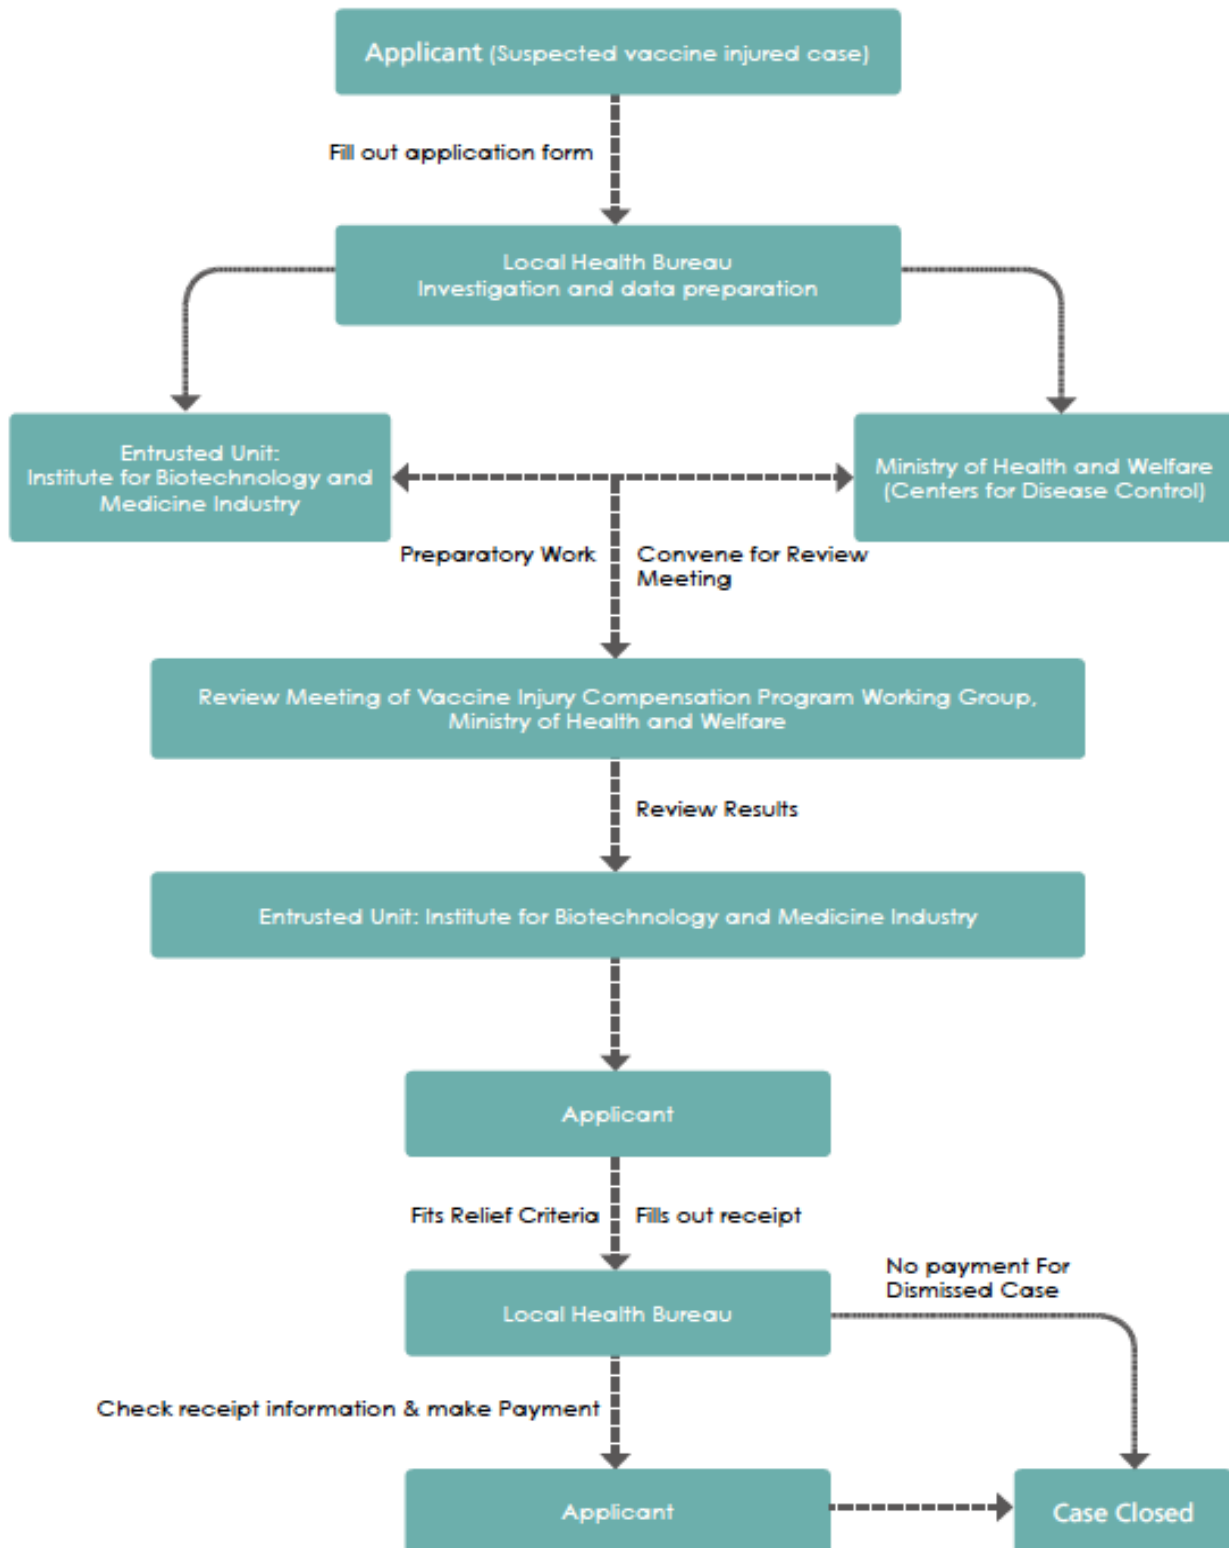 Applicant (Suspected vaccine injured case)
Fill out application form
Local Health Bureau
Investigation and data preparation
Entrusted Unit:
Institute for Biotechnology and
Medicine Industry
Ministry of Health and Welfare
(Centers for Disease Control)
Preparatory Work
Convene for Review
Meeting
Review Meeting of Vaccine Injury Compensation Program Working Group,
Ministry of Health and Welfare
Review Results
Entrusted Unit: Institute for Biotechnology and Medicine Industry
Applicant
Fits Relief Criteria
Fills out receipt
No payment For
Dismissed Case
Local Health Bureau
Check receipt information & make Payment
Applicant
Case Closed